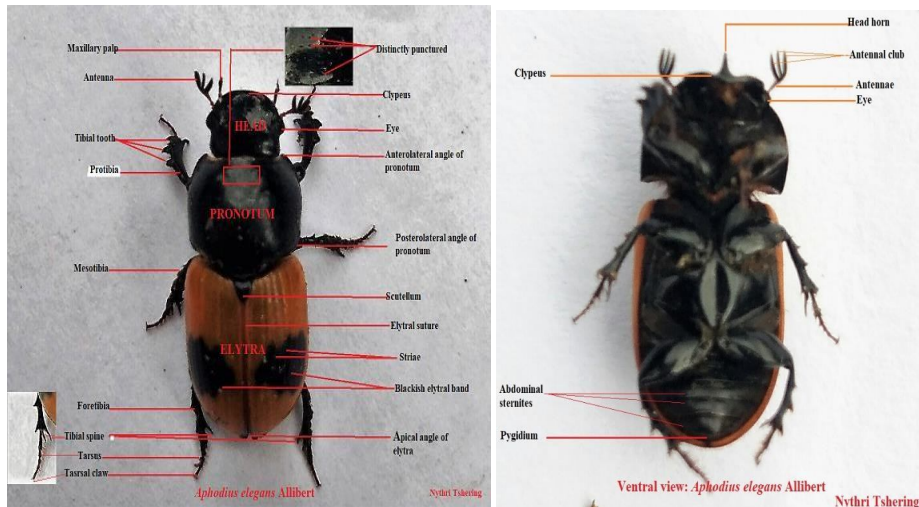 Maxillary palp
Distinctly punctured
Antenna
Clypeus
HEAD
Eye
Tibial tooth
Anterolateral angle of
pronotum
Protibia
PRONOTUM
Posterolateral angle of
pronotum
Mesotibia
Scutellum
Elytral suture
ELYTRA
Striae
Blackish elytral band
Foretibia
Tibial spine
Apical angle of
elytra
Tarsus
Tasrsal claw
Aphodius elegans Allibert
Nythri Tshering
Head horn
Antennal club
Clypeus
Antennae
Eye
Abdominal
sternites
Pygidium
Ventral view: Aphodius elegans Allibert
Nythri Tshering